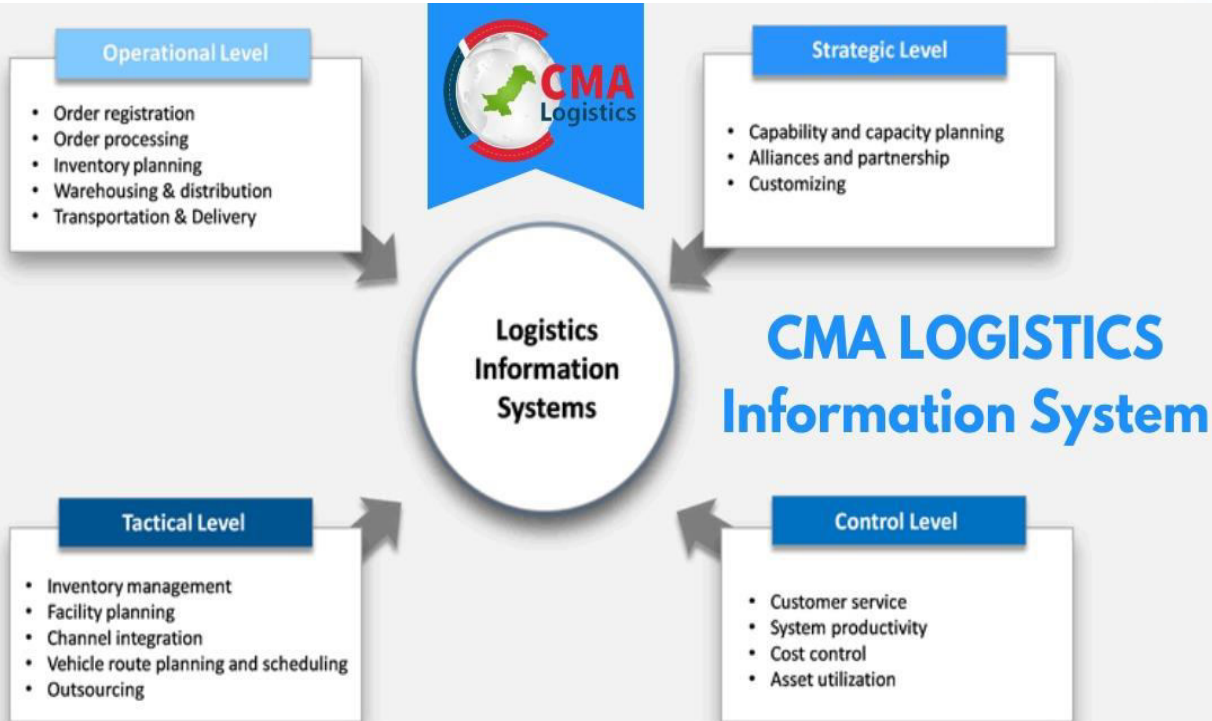 Operational Level
• Order registration
• Order processing
• Inventory planning
• Warehousing & distribution
• Transportation & Delivery
CMA
Logistics
Strategic Level
• Capability and capacity planning
• Alliances and partnership
• Customizing
Logistics
Information
Systems
CMA LOGISTICS
Information System
Tactical Level
• Inventory management
• Facility planning
• Channel integration
• Vehicle route planning and scheduling
• Outsourcing
Control Level
• Customer service
• System productivity
• Cost control
• Asset utilization